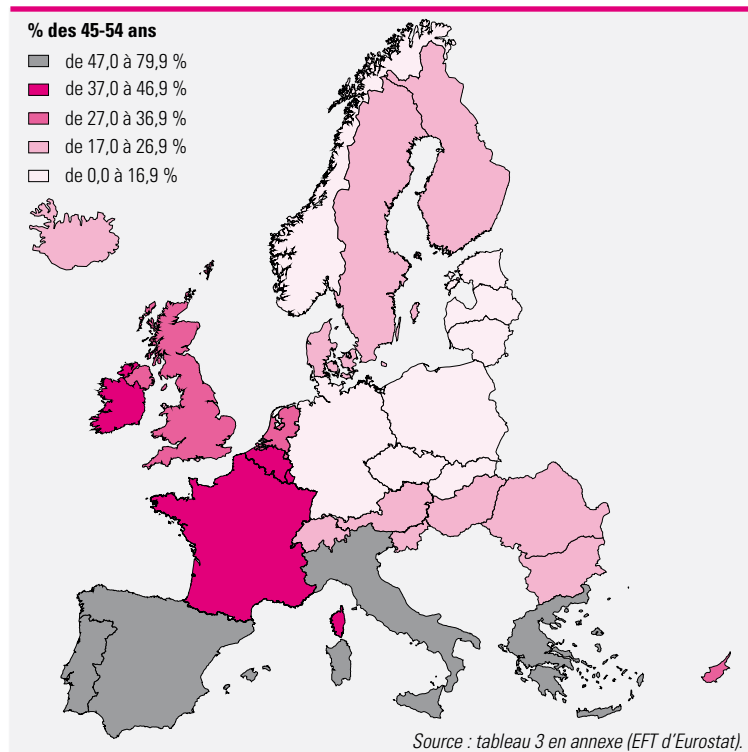 % des 45-54 ans
de 47,0 à 79,9 %
de 37,0 à 46,9 %
de 27,0 à 36,9 %
de 17,0 à 26,9 %
de 0,0 à 16,9 %
Source : tableau 3 en annexe (EFT d'Eurostat).